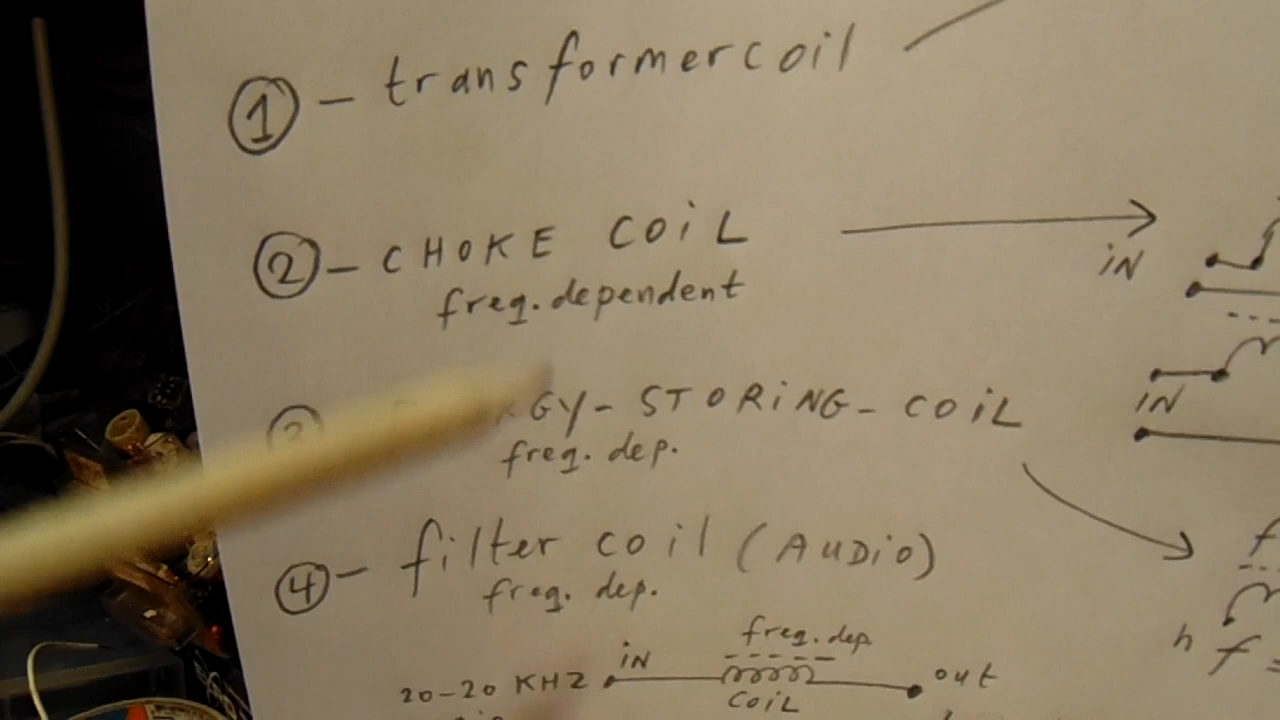 ① - transformercoil
② - CHOKE COiL
freq.dependent
iN
GY - STORiNG - COiL
freq. dep.
iN
④ - filter coil (AUDiO)
freq. dep.
f
h f =
freq.dep
20-20 KHZ iN out
COiL